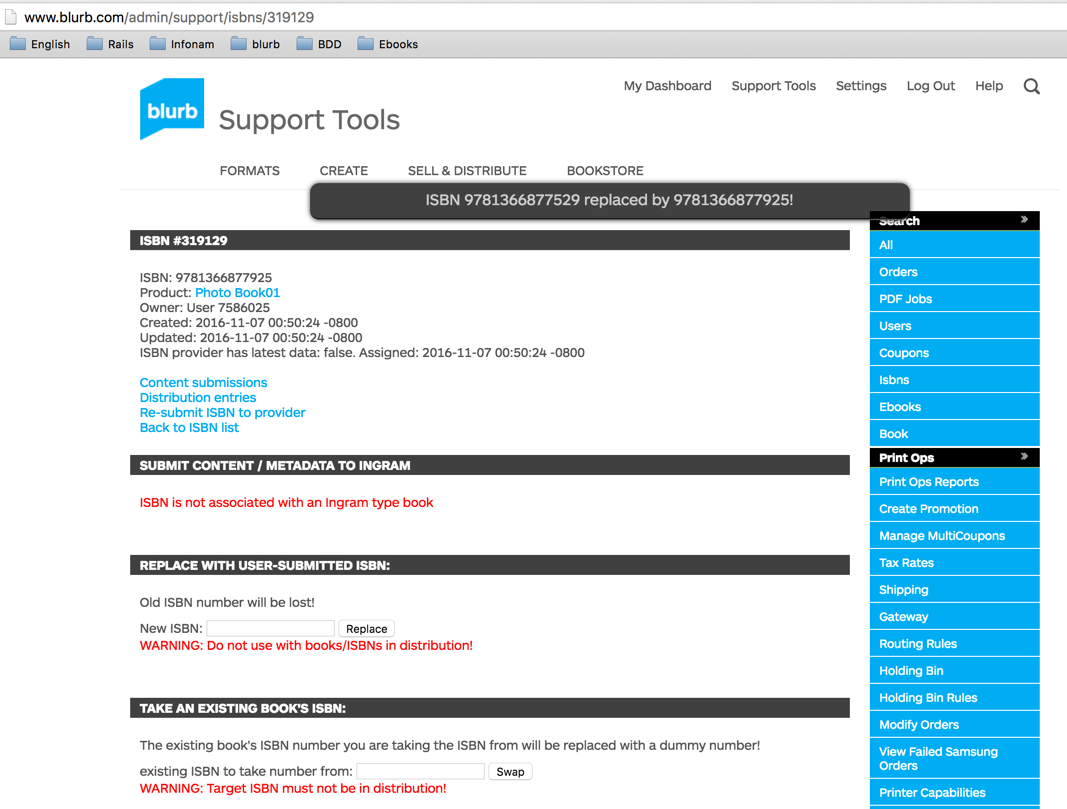 www.blurb.com/admin/support/isbns/319129
English Rails Infonam blurb BDD Ebooks
My Dashboard Support Tools Settings Log Out Help
blurb Support Tools
FORMATS CREATE SELL & DISTRIBUTE BOOKSTORE
ISBN 9781366877529 replaced by 9781366877925!
ISBN #319129
ISBN: 9781366877925
Product: Photo Book01
Owner: User 7586025
Created: 2016-11-07 00:50:24 -0800
Updated: 2016-11-07 00:50:24 -0800
ISBN provider has latest data: false. Assigned: 2016-11-07 00:50:24 -0800
Content submissions
Distribution entries
Re-submit ISBN to provider
Back to ISBN list
SUBMIT CONTENT / METADATA TO INGRAM
ISBN is not associated with an Ingram type book
REPLACE WITH USER-SUBMITTED ISBN:
Old ISBN number will be lost!
New ISBN: Replace
WARNING: Do not use with books/ISBNs in distribution!
TAKE AN EXISTING BOOK'S ISBN:
The existing book's ISBN number you are taking the ISBN from will be replaced with a dummy number!
existing ISBN to take number from: Swap
WARNING: Target ISBN must not be in distribution!
Search »
All
Orders
PDF Jobs
Users
Coupons
Isbns
Ebooks
Book
Print Ops »
Print Ops Reports
Create Promotion
Manage MultiCoupons
Tax Rates
Shipping
Gateway
Routing Rules
Holding Bin
Holding Bin Rules
Modify Orders
View Failed Samsung
Orders
Printer Capabilities